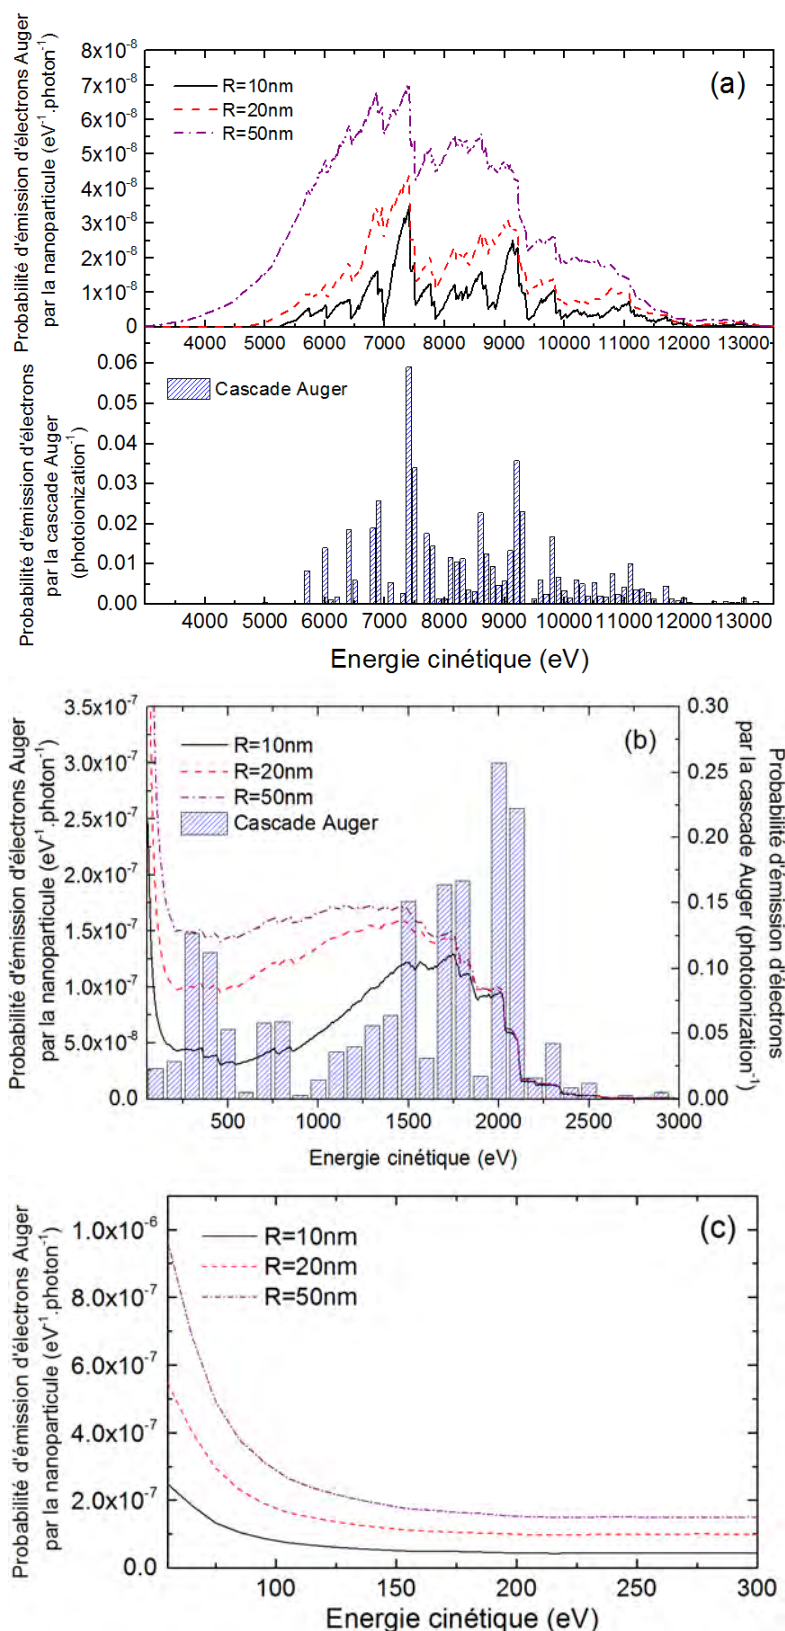 Probabilité d'émission d'électrons Auger
par la nanoparticule (eV⁻¹.photon⁻¹)
8x10⁻⁸
7x10⁻⁸
6x10⁻⁸
5x10⁻⁸
4x10⁻⁸
3x10⁻⁸
2x10⁻⁸
1x10⁻⁸
0
R=10nm
R=20nm
R=50nm
(a)
4000 5000 6000 7000 8000 9000 10000 11000 12000 13000
Probabilité d'émission d'électrons
par la cascade Auger
(photoionization⁻¹)
0.06
0.05
0.04
0.03
0.02
0.01
0.00
Cascade Auger
4000 5000 6000 7000 8000 9000 10000 11000 12000 13000
Energie cinétique (eV)
Probabilité d'émission d'électrons Auger
par la nanoparticule (eV⁻¹.photon⁻¹)
3.5x10⁻⁷
3.0x10⁻⁷
2.5x10⁻⁷
2.0x10⁻⁷
1.5x10⁻⁷
1.0x10⁻⁷
5.0x10⁻⁸
0.0
R=10nm
R=20nm
R=50nm
Cascade Auger
(b)
0.30
0.25
0.20
0.15
0.10
0.05
0.00
Probabilité d'émission d'électrons
par la cascade Auger (photoionization⁻¹)
500 1000 1500 2000 2500 3000
Energie cinétique (eV)
Probabilité d'émission d'électrons Auger
par la nanoparticule (eV⁻¹.photon⁻¹)
1.0x10⁻⁶
8.0x10⁻⁷
6.0x10⁻⁷
4.0x10⁻⁷
2.0x10⁻⁷
0.0
R=10nm
R=20nm
R=50nm
(c)
100 150 200 250 300
Energie cinétique (eV)